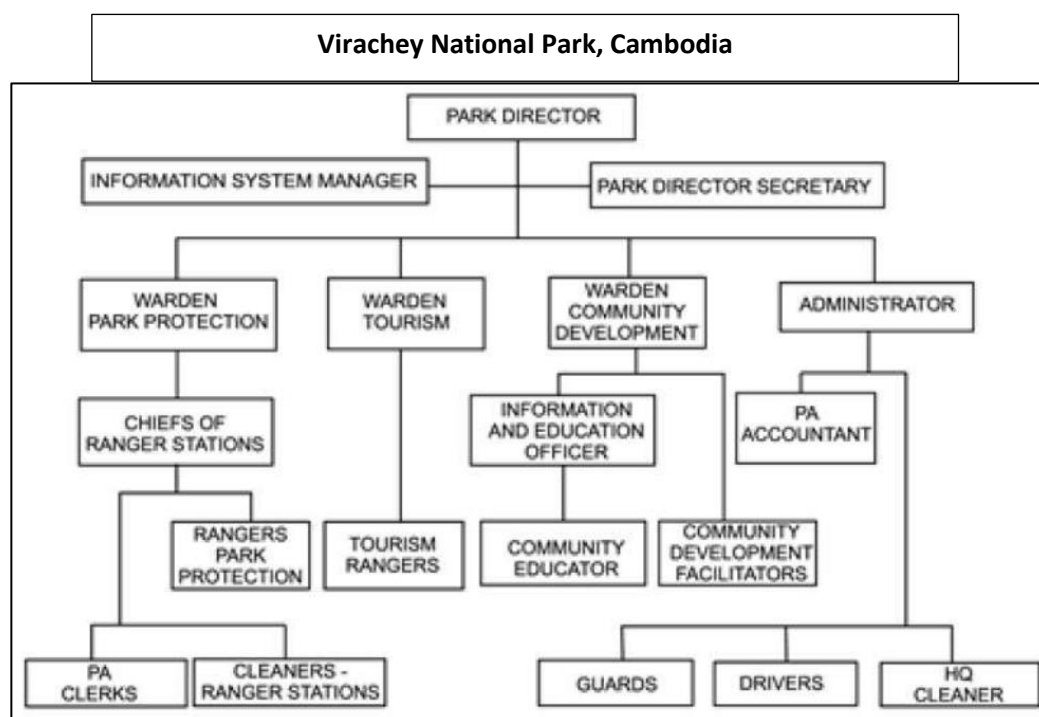 Virachey National Park, Cambodia
PARK DIRECTOR
INFORMATION SYSTEM MANAGER
PARK DIRECTOR SECRETARY
WARDEN
PARK PROTECTION
WARDEN
TOURISM
WARDEN
COMMUNITY
DEVELOPMENT
ADMINISTRATOR
CHIEFS OF
RANGER STATIONS
INFORMATION
AND EDUCATION
OFFICER
PA
ACCOUNTANT
RANGERS
PARK
PROTECTION
TOURISM
RANGERS
COMMUNITY
EDUCATOR
COMMUNITY
DEVELOPMENT
FACILITATORS
PA
CLERKS
CLEANERS -
RANGER STATIONS
GUARDS
DRIVERS
HQ
CLEANER